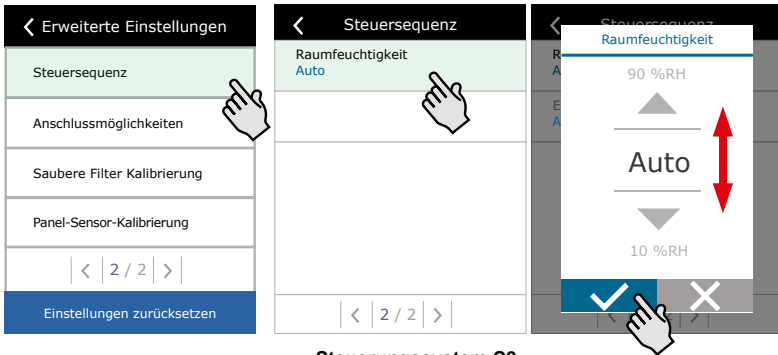 Erweiterte Einstellungen
Steuersequenz
Anschlussmöglichkeiten
Saubere Filter Kalibrierung
Panel-Sensor-Kalibrierung
2 / 2
Einstellungen zurücksetzen
Steuersequenz
Raumfeuchtigkeit
Auto
2 / 2
Steuersequenz
Raumfeuchtigkeit
R
A
90 %RH
E
A
Auto
10 %RH